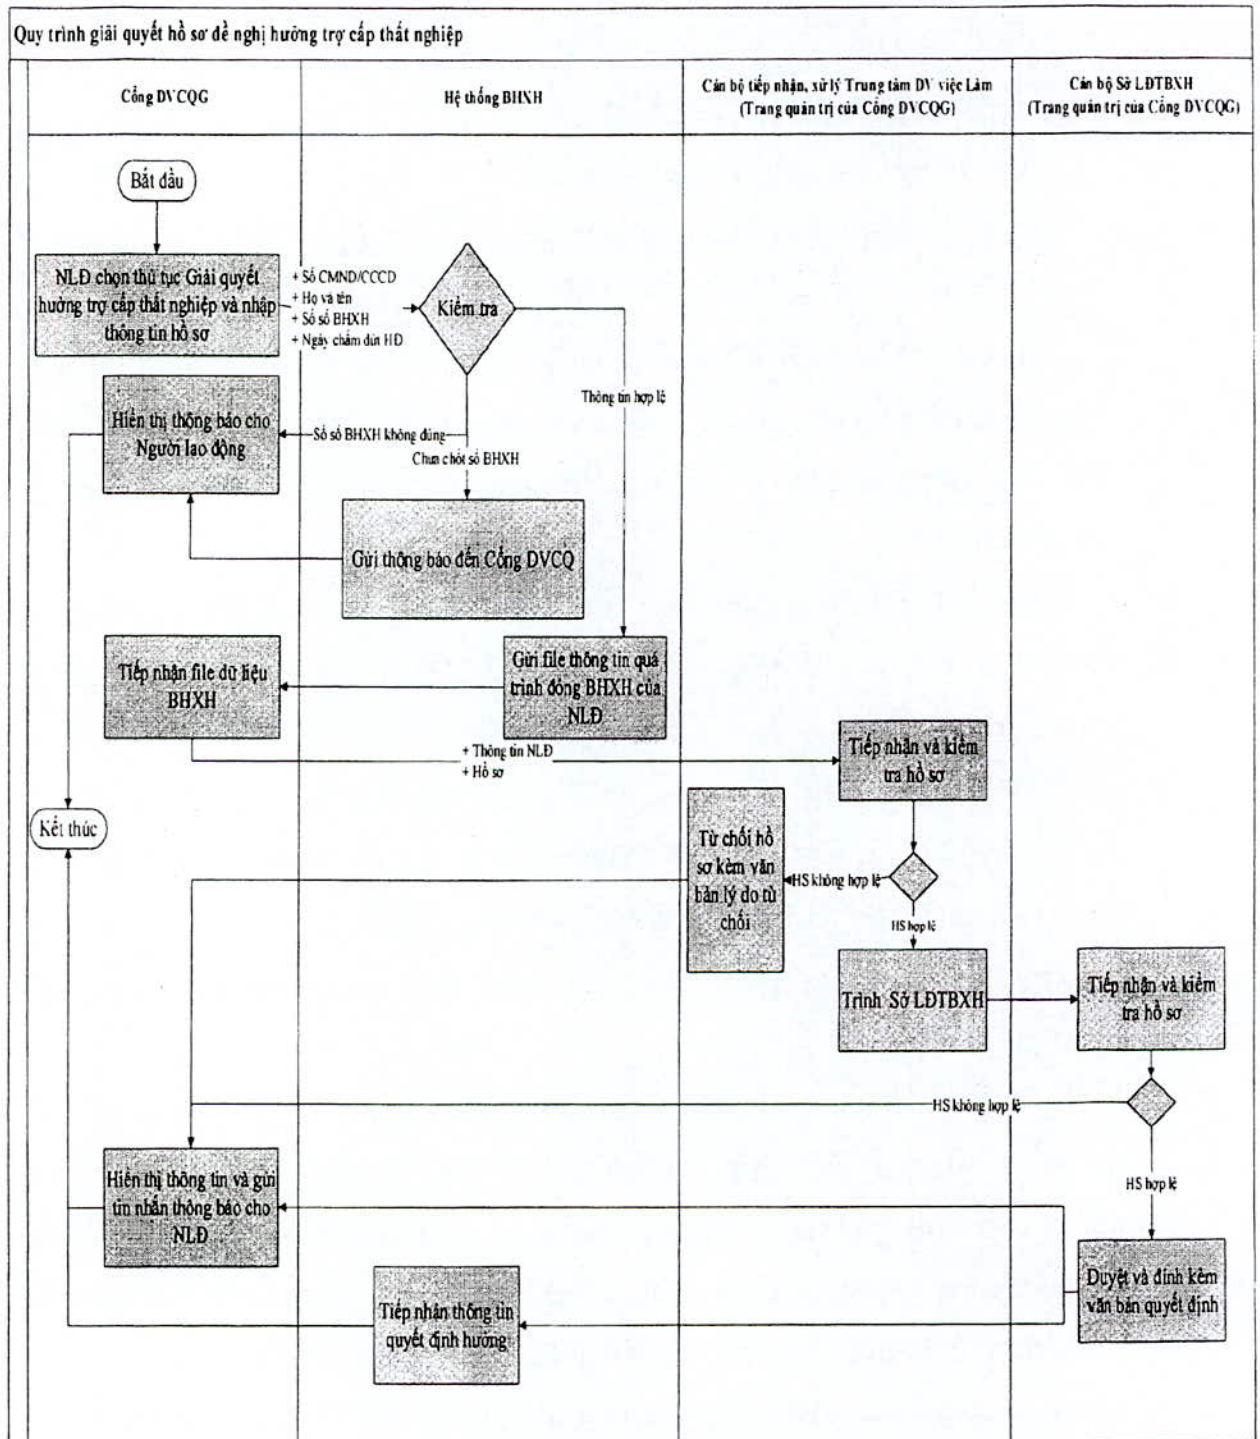 Quy trình giải quyết hồ sơ đề nghị hưởng trợ cấp thất nghiệp
Cổng DVCQG
Hệ thống BHXH
Cán bộ tiếp nhận, xử lý Trung tâm DV việc Làm
(Trang quản trị của Cổng DVCQG)
Cán bộ Sở LĐTBXH
(Trang quản trị của Cổng DVCQG)
Bắt đầu
NLĐ chọn thủ tục Giải quyết
hưởng trợ cấp thất nghiệp và nhập
thông tin hồ sơ
+ Số CMND/CCCD
+ Họ và tên
+ Số sổ BHXH
+ Ngày chấm dứt HĐ
Kiểm tra
Thông tin hợp lệ
Hiển thị thông báo cho
Người lao động
Số sổ BHXH không đúng
Chưa chốt sổ BHXH
Gửi thông báo đến Cổng DVCQ
Tiếp nhận file dữ liệu
BHXH
Gửi file thông tin quá
trình đóng BHXH của
NLĐ
+ Thông tin NLĐ
+ Hồ sơ
Tiếp nhận và kiểm
tra hồ sơ
Kết thúc
Từ chối hồ
sơ kèm văn
bản lý do từ
chối
HS không hợp lệ
HS hợp lệ
Trình Sở LĐTBXH
Tiếp nhận và kiểm
tra hồ sơ
HS không hợp lệ
HS hợp lệ
Hiển thị thông tin và gửi
tin nhắn thông báo cho
NLĐ
Duyệt và đính kèm
văn bản quyết định
Tiếp nhận thông tin
quyết định hưởng